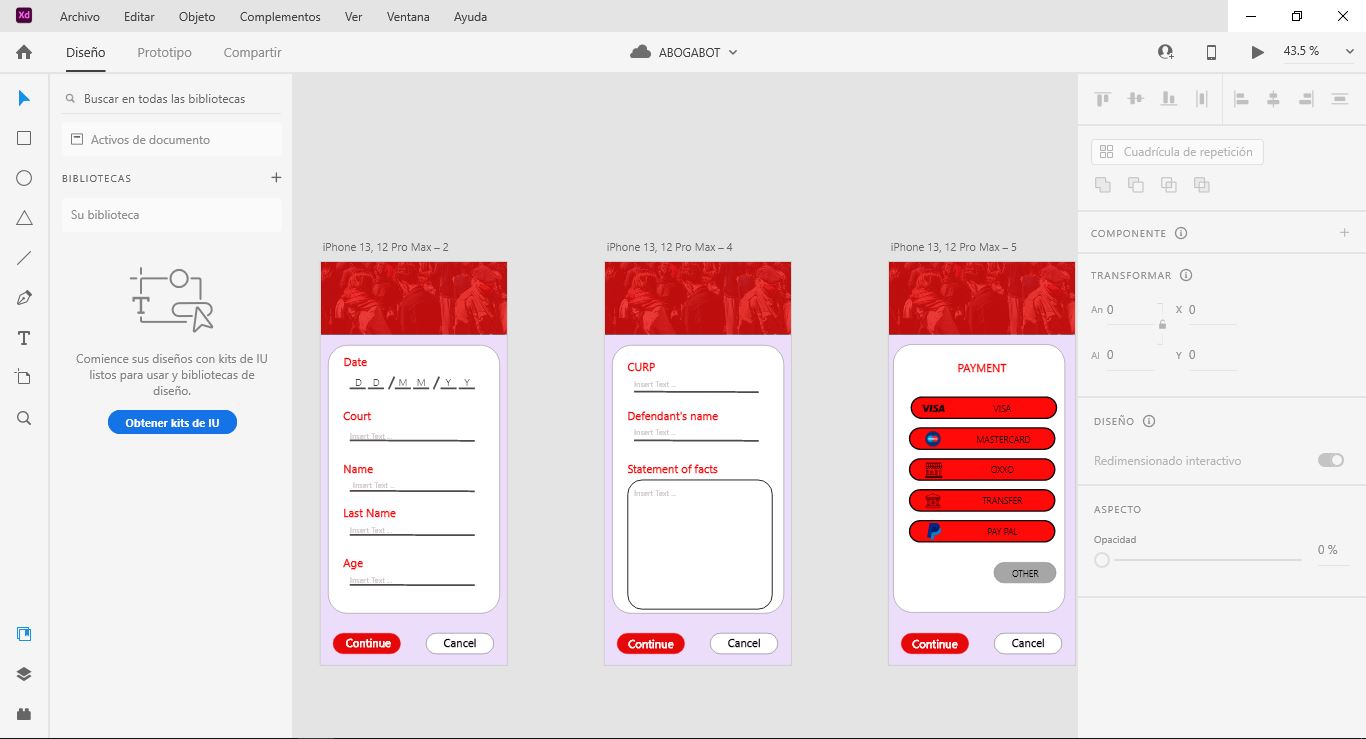 Xd Archivo Editar Objeto Complementos Ver Ventana Ayuda
Diseño Prototipo Compartir ABOGABOT 43.5 %
Buscar en todas las bibliotecas
Activos de documento
BIBLIOTECAS
Su biblioteca
Comience sus diseños con kits de IU
listos para usar y bibliotecas de
diseño.
Obtener kits de IU
iPhone 13, 12 Pro Max – 2
Date
D D / M M / Y Y
Court
Insert Text ...
Name
Insert Text ...
Last Name
Insert Text ...
Age
Insert Text ...
Continue Cancel
iPhone 13, 12 Pro Max – 4
CURP
Insert Text ...
Defendant's name
Insert Text ...
Statement of facts
Insert Text ...
Continue Cancel
iPhone 13, 12 Pro Max – 5
PAYMENT
VISA VISA
MASTERCARD
OXXO
TRANSFER
PAY PAL
OTHER
Continue Cancel
Cuadrícula de repetición
COMPONENTE
TRANSFORMAR
An 0 X 0
Al 0 Y 0
DISEÑO
Redimensionado interactivo
ASPECTO
Opacidad
0 %